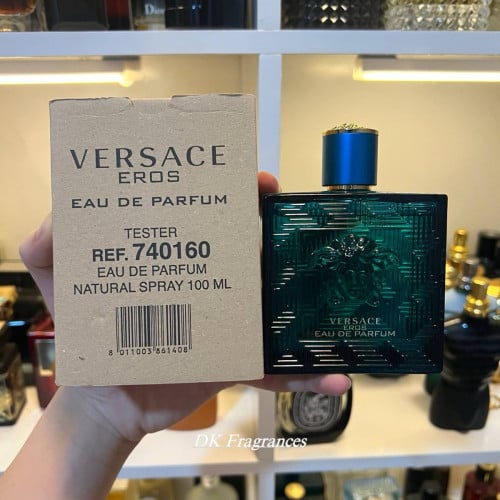 VERSACE
EROS
EAU DE PARFUM
TESTER
REF. 740160
EAU DE PARFUM
NATURAL SPRAY 100 ML
8 011003 861408
VERSACE
EROS
EAU DE PARFUM
DK Fragrances